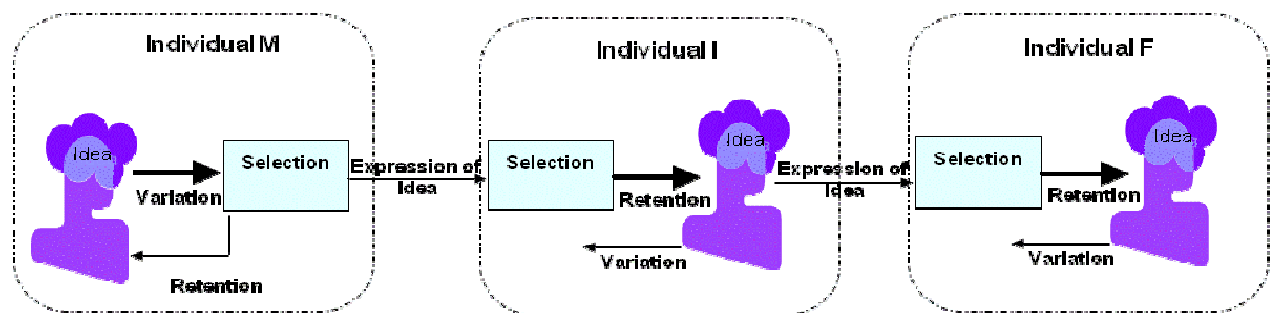 Individual M
Idea
Variation
Selection
Retention
Expression of
Idea
Individual I
Selection
Retention
Idea
Variation
Expression of
Idea
Individual F
Selection
Retention
Idea
Variation